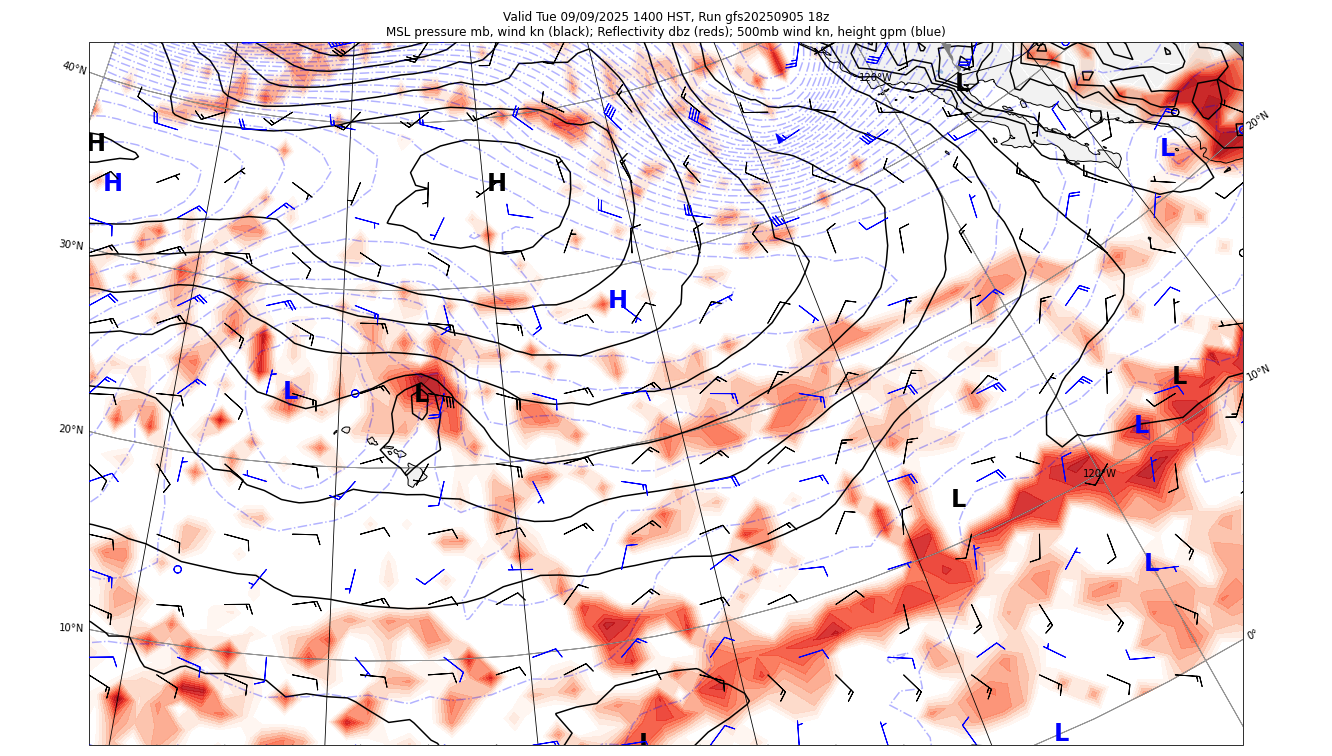 Valid Tue 09/09/2025 1400 HST, Run gfs20250905 18z
MSL pressure mb, wind kn (black); Reflectivity dbz (reds); 500mb wind kn, height gpm (blue)
40°N
120°W
L
20°N
H
L
H
H
30°N
H
L
10°N
L
L
L
20°N
120°W
L
L
10°N
0°
L
L